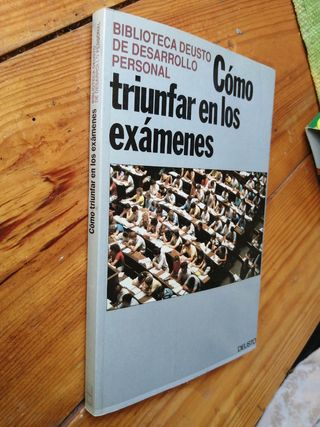 BIBLIOTECA DEUSTO
DE DESARROLLO
PERSONAL
Cómo
triunfar en los
exámenes
DEUSTO
Cómo triunfar en los exámenes